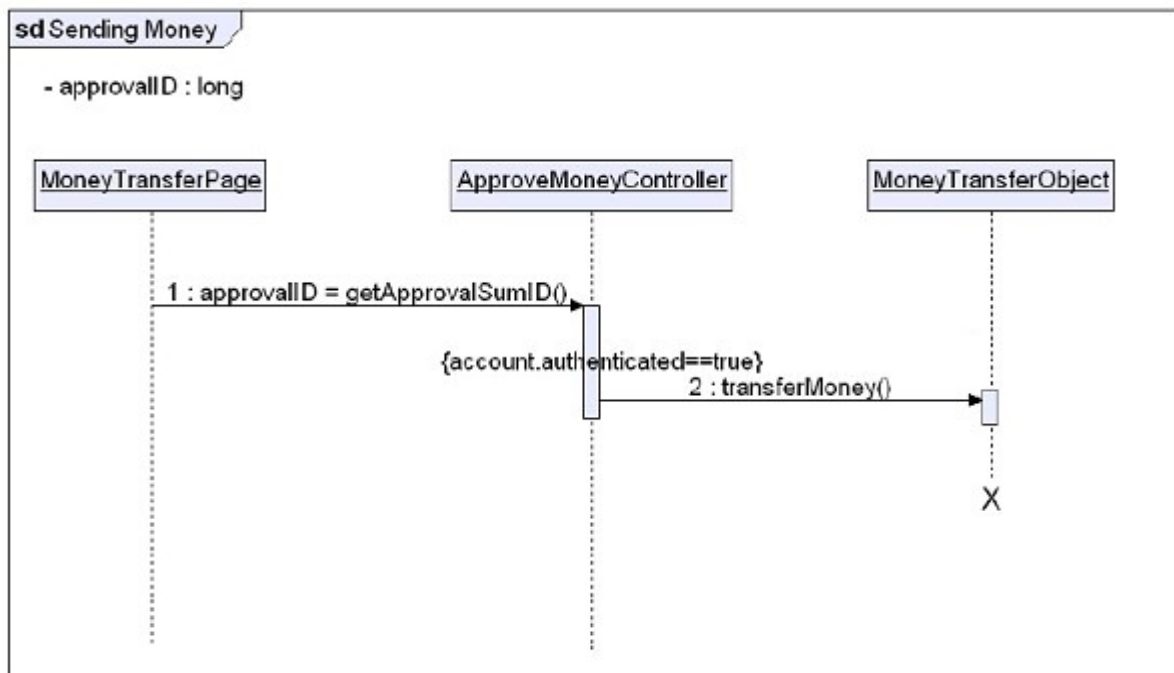 sd Sending Money
- approvalID : long
MoneyTransferPage
ApproveMoneyController
MoneyTransferObject
1 : approvalID = getApprovalSumID()
{account.authenticated==true}
2 : transferMoney()
X